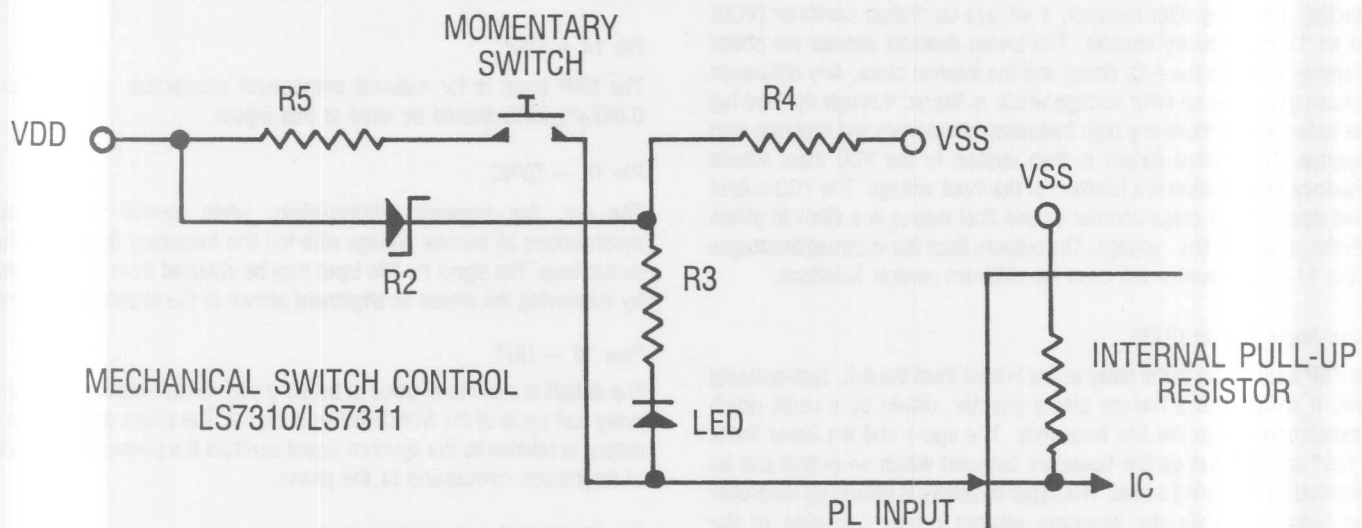 MOMENTARY
SWITCH
R5
R4
VDD
VSS
VSS
R2
R3
MECHANICAL SWITCH CONTROL
LS7310/LS7311
INTERNAL PULL-UP
RESISTOR
LED
IC
PL INPUT